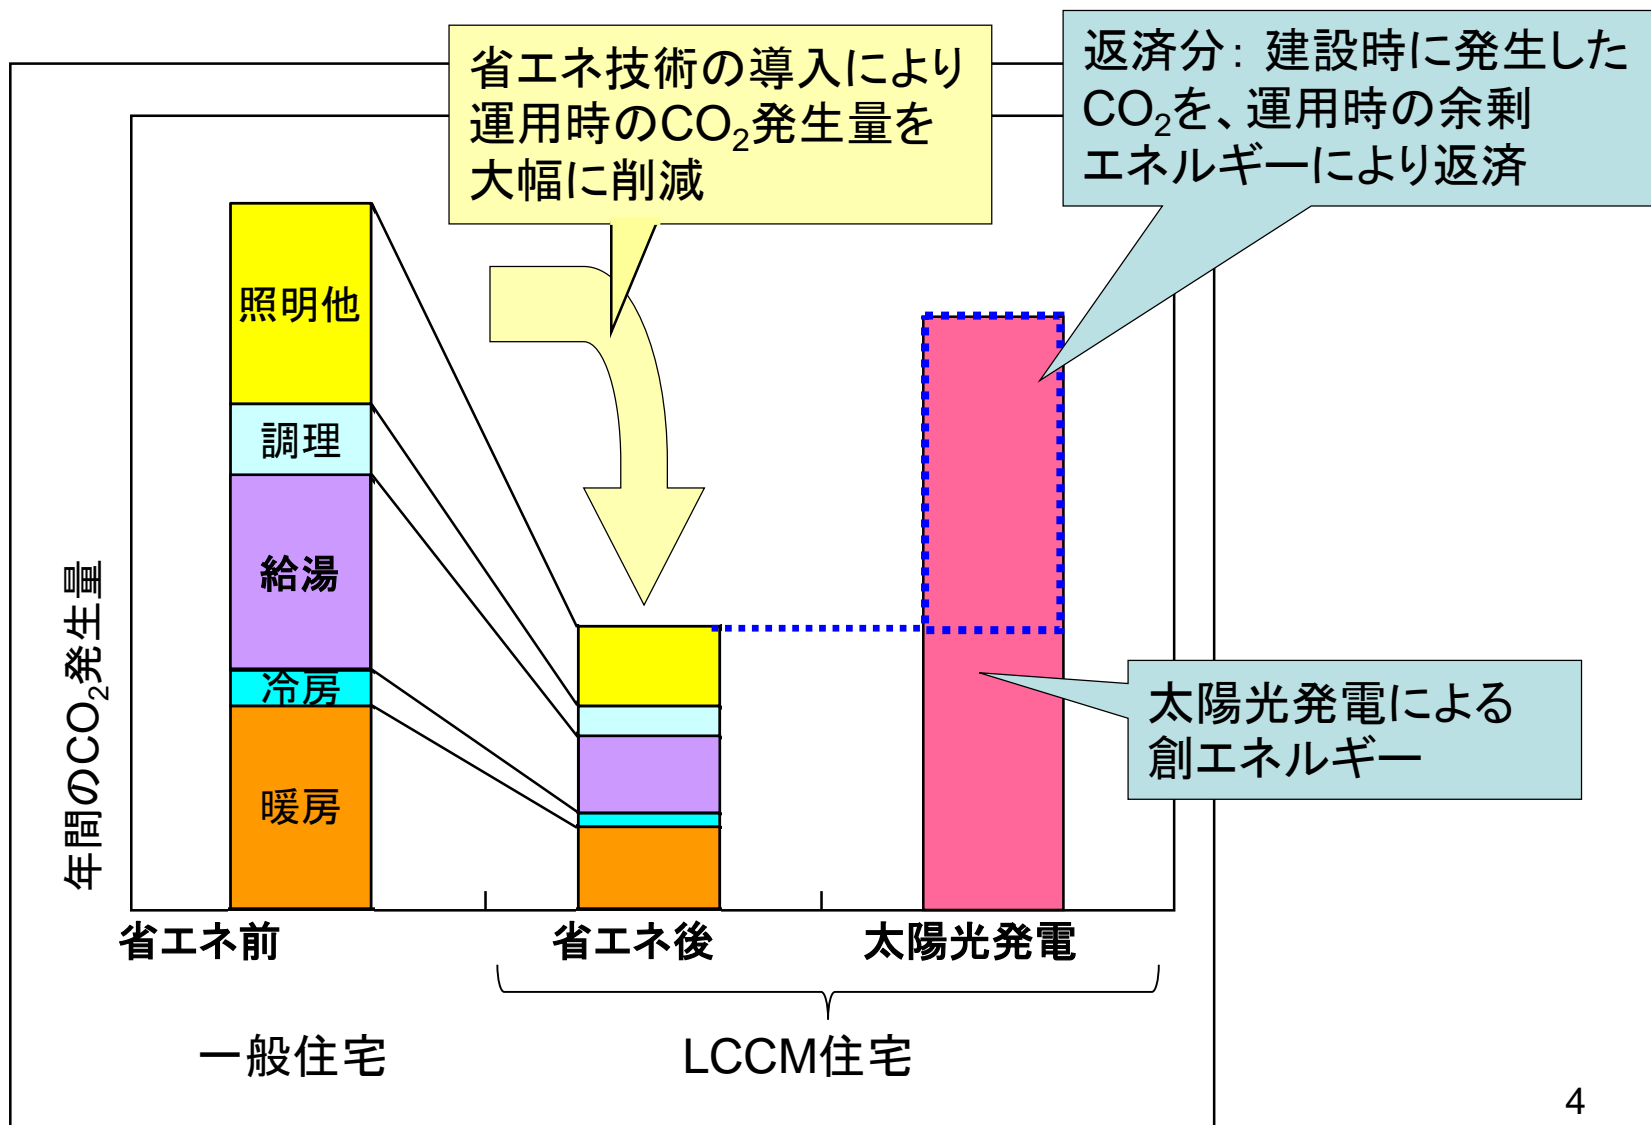 省エネ技術の導入により
運用時のCO₂発生量を
大幅に削減
返済分：建設時に発生した
CO₂を、運用時の余剰
エネルギーにより返済
照明他
調理
給湯
冷房
暖房
年間のCO₂発生量
太陽光発電による
創エネルギー
省エネ前
省エネ後
太陽光発電
一般住宅
LCCM住宅
4